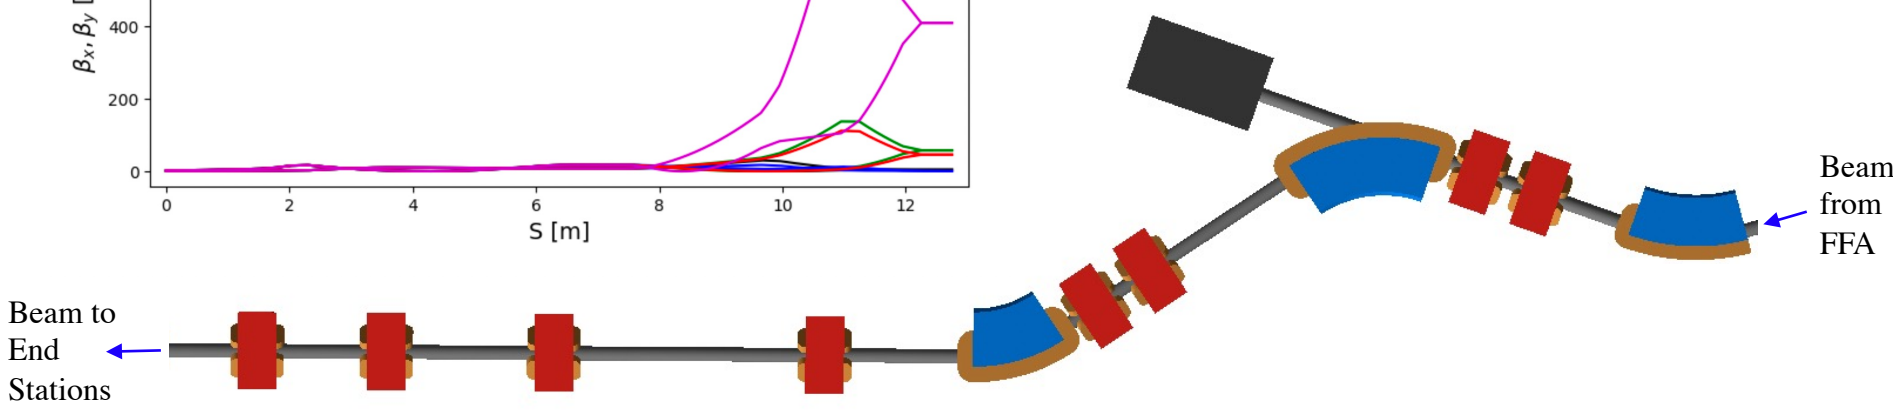 βx, βy [
400
200
0
0 2 4 6 8 10 12
S [m]
Beam
from
FFA
Beam to
End
Stations